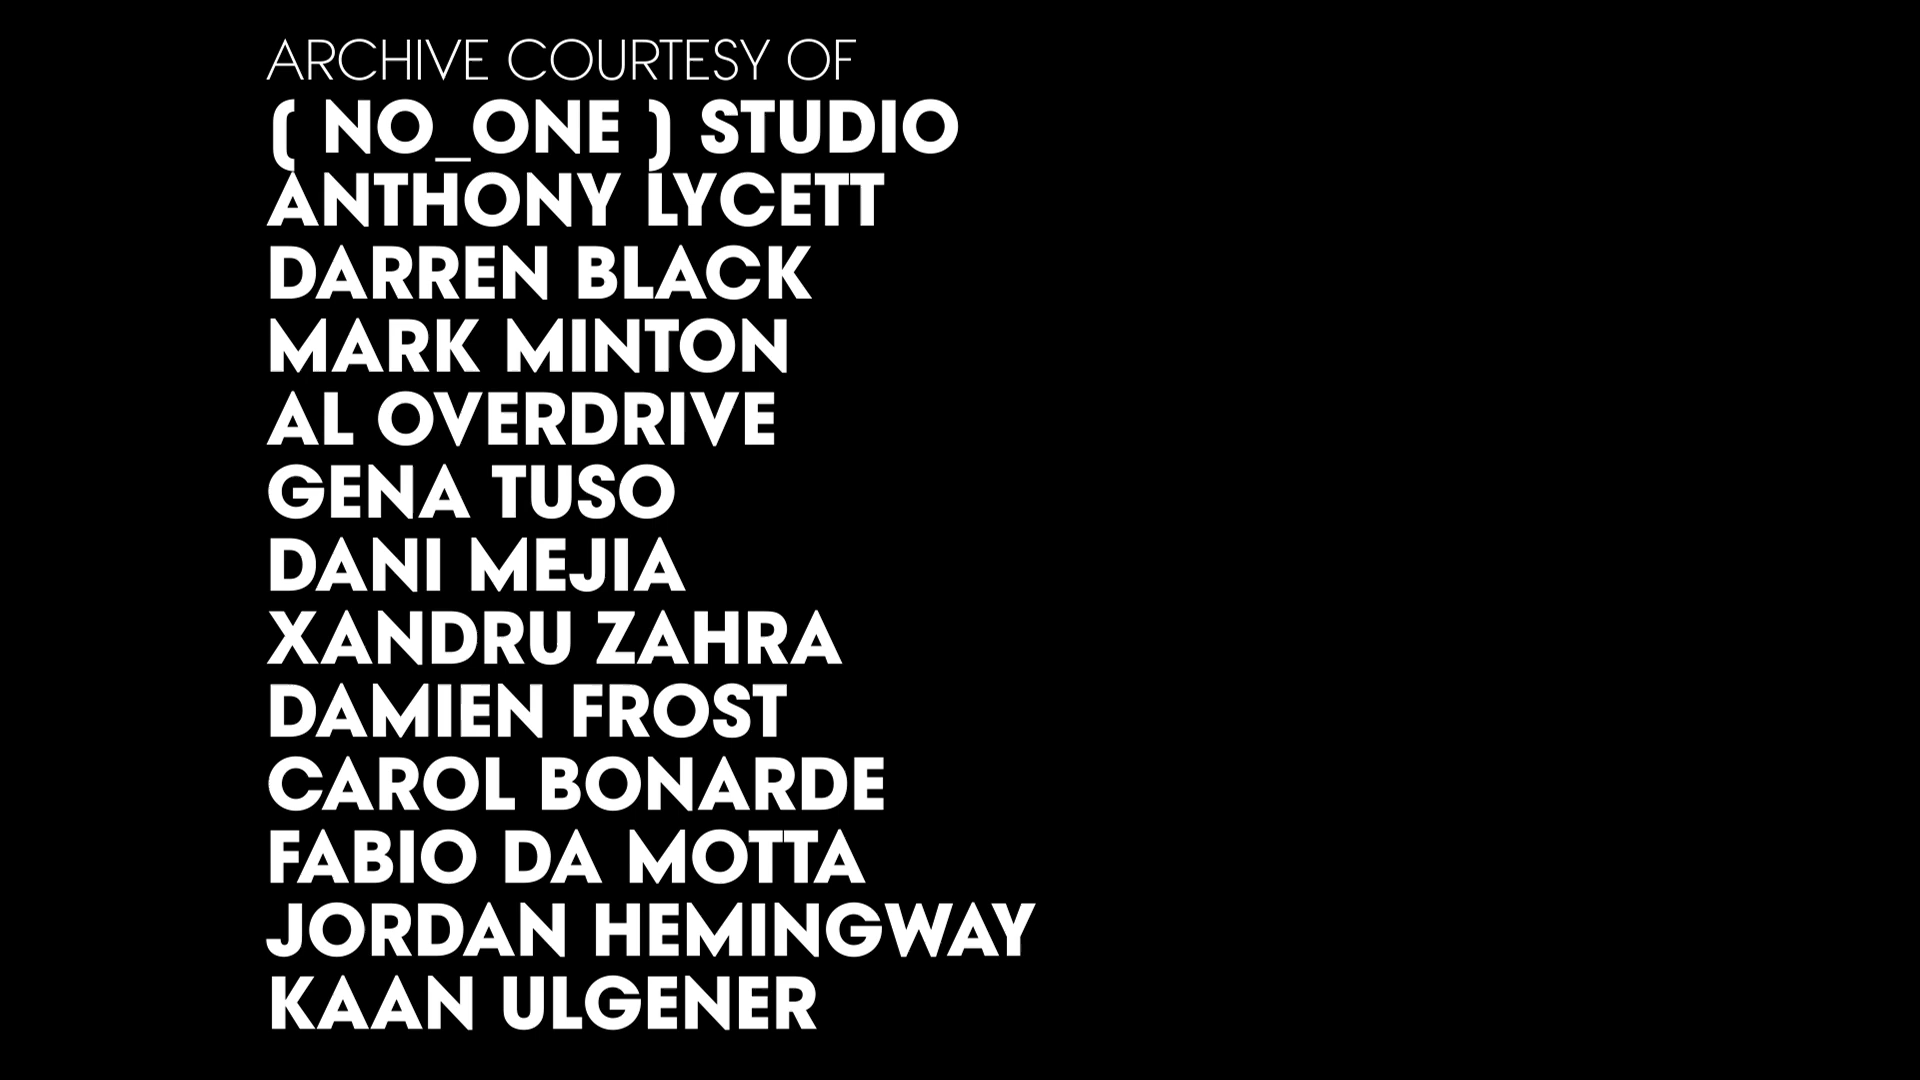 ARCHIVE COURTESY OF
( NO_ONE ) STUDIO
ANTHONY LYCETT
DARREN BLACK
MARK MINTON
AL OVERDRIVE
GENA TUSO
DANI MEJIA
XANDRU ZAHRA
DAMIEN FROST
CAROL BONARDE
FABIO DA MOTTA
JORDAN HEMINGWAY
KAAN ULGENER